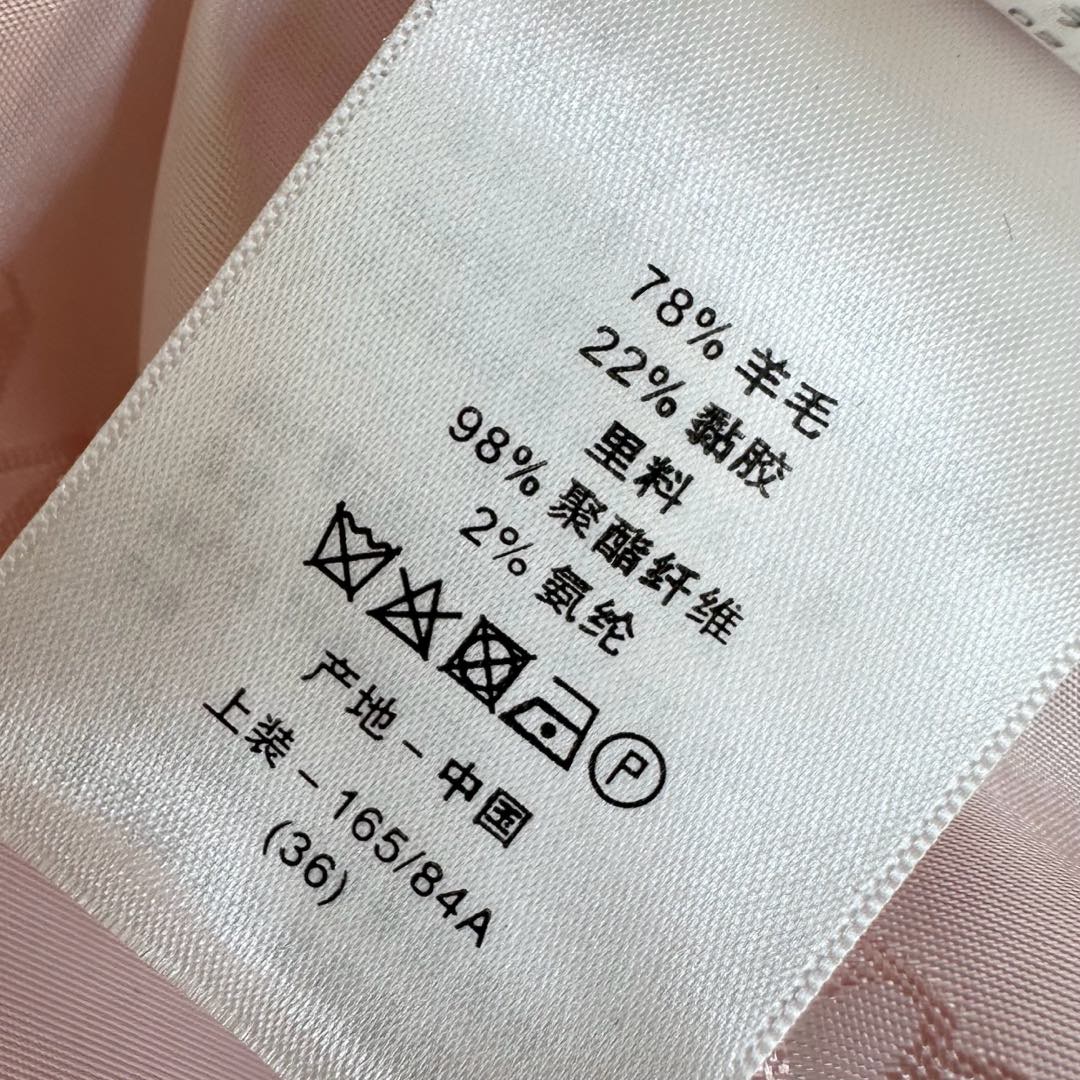 78% 羊毛
22% 黏胶
里料
98% 聚酯纤维
2% 氨纶
P
产地 - 中国
上装 - 165/84A
(36)